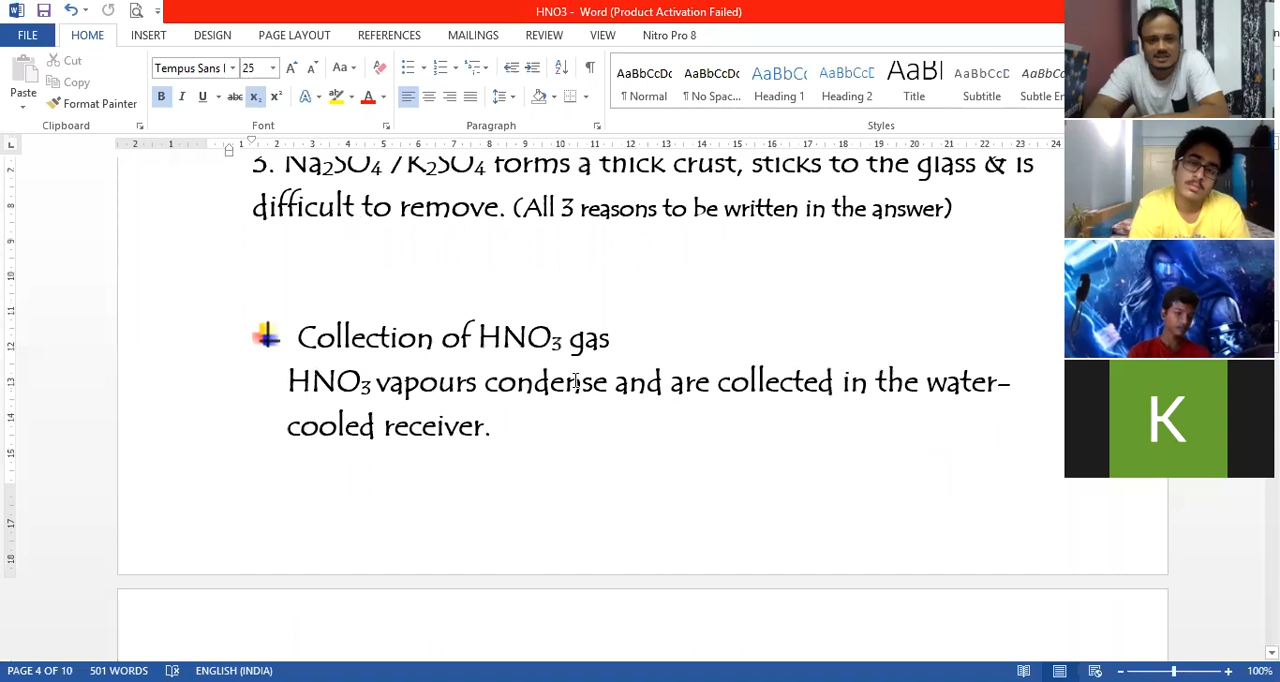 HNO3 - Word (Product Activation Failed)
FILE HOME INSERT DESIGN PAGE LAYOUT REFERENCES MAILINGS REVIEW VIEW Nitro Pro 8
Cut
Copy
Format Painter
Paste
Tempus Sans I 25
AaBbCcDc AaBbCcDc AaBbCc AaBbCcD AaBI AaBbCcD AaBbCcD
¶ Normal ¶ No Spac... Heading 1 Heading 2 Title Subtitle Subtle En
Clipboard Font Paragraph Styles
3. Na₂SO₄ /K₂SO₄ forms a thick crust, sticks to the glass & is
difficult to remove. (All 3 reasons to be written in the answer)
Collection of HNO₃ gas
HNO₃ vapours condense and are collected in the water-
cooled receiver.
K
PAGE 4 OF 10 501 WORDS ENGLISH (INDIA) 100%